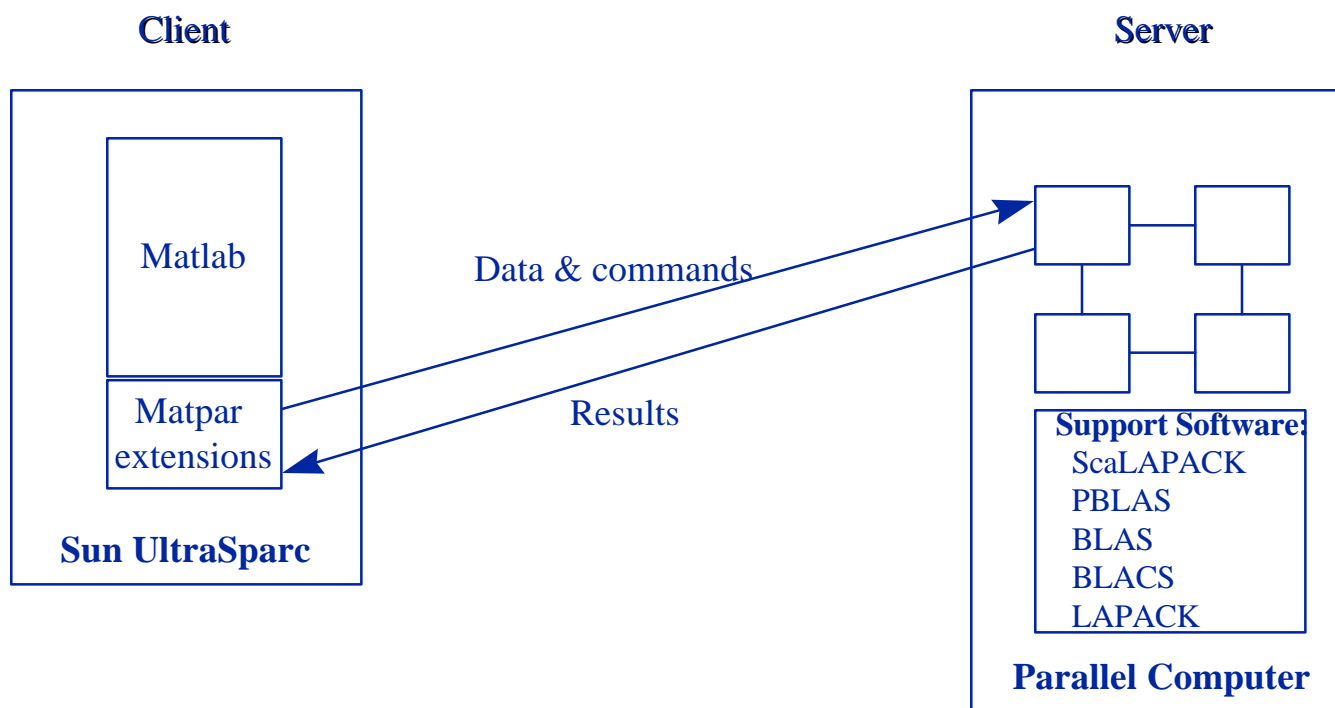 Client
Server
Matlab
Data & commands
Matpar
extensions
Results
Sun UltraSparc
Support Software:
ScaLAPACK
PBLAS
BLAS
BLACS
LAPACK
Parallel Computer